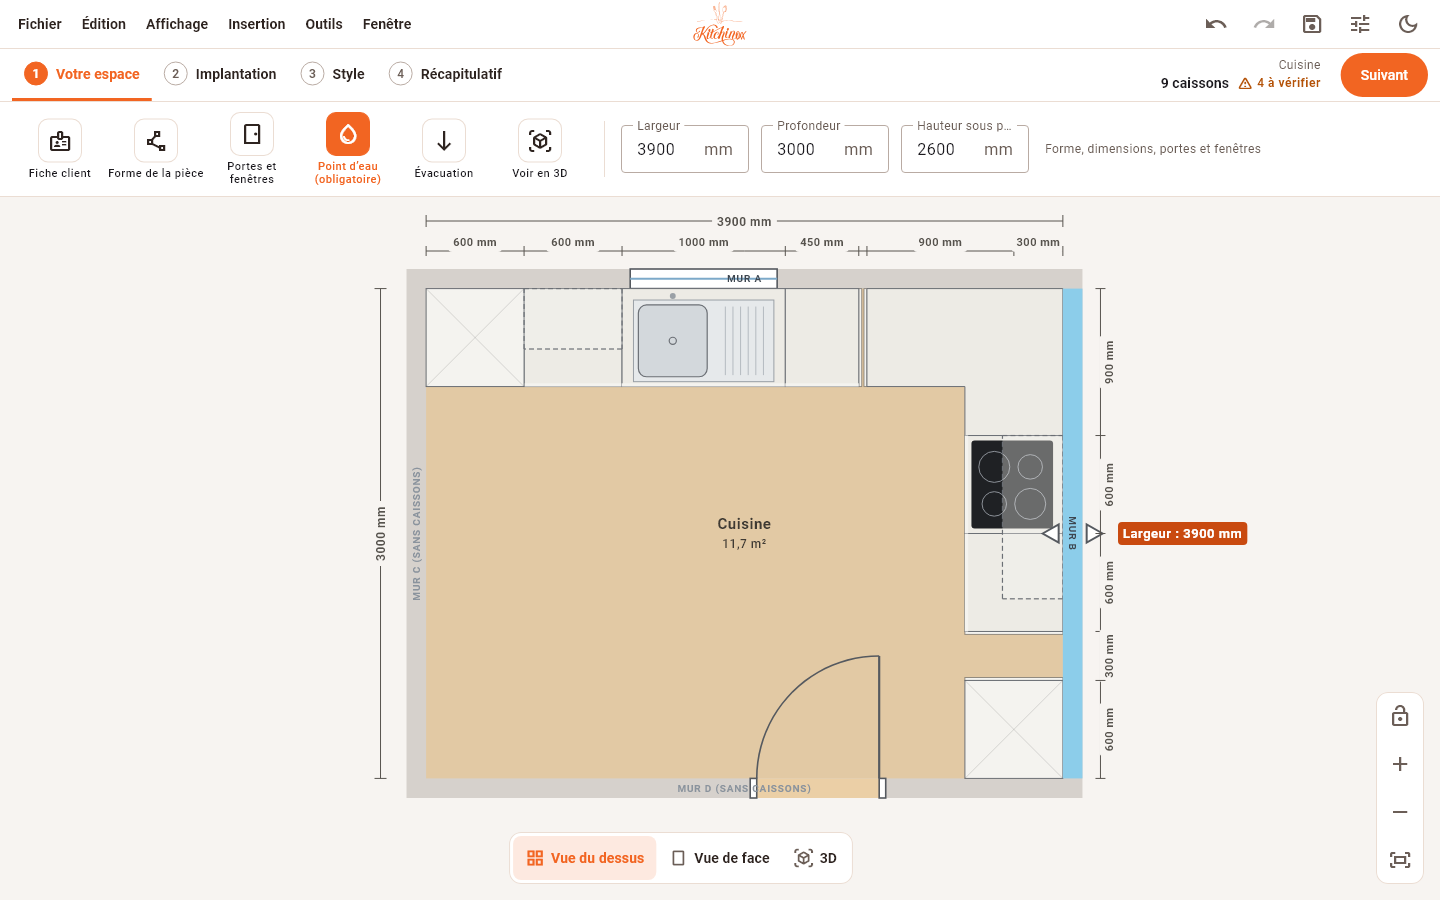 Fichier Édition Affichage Insertion Outils Fenêtre
Kitchinox
1 Votre espace 2 Implantation 3 Style 4 Récapitulatif
Cuisine
9 caissons 4 à vérifier
Suivant
Fiche client
Forme de la pièce
Portes et
fenêtres
Point d'eau
(obligatoire)
Évacuation
Voir en 3D
Largeur
3900 mm
Profondeur
3000 mm
Hauteur sous p...
2600 mm
Forme, dimensions, portes et fenêtres
3900 mm
600 mm 600 mm 1000 mm 450 mm 900 mm 300 mm
MUR A
3000 mm
MUR C (SANS CAISSONS)
Cuisine
11,7 m²
MUR B
Largeur : 3900 mm
900 mm
600 mm
600 mm
300 mm
600 mm
MUR D (SANS CAISSONS)
Vue du dessus Vue de face 3D